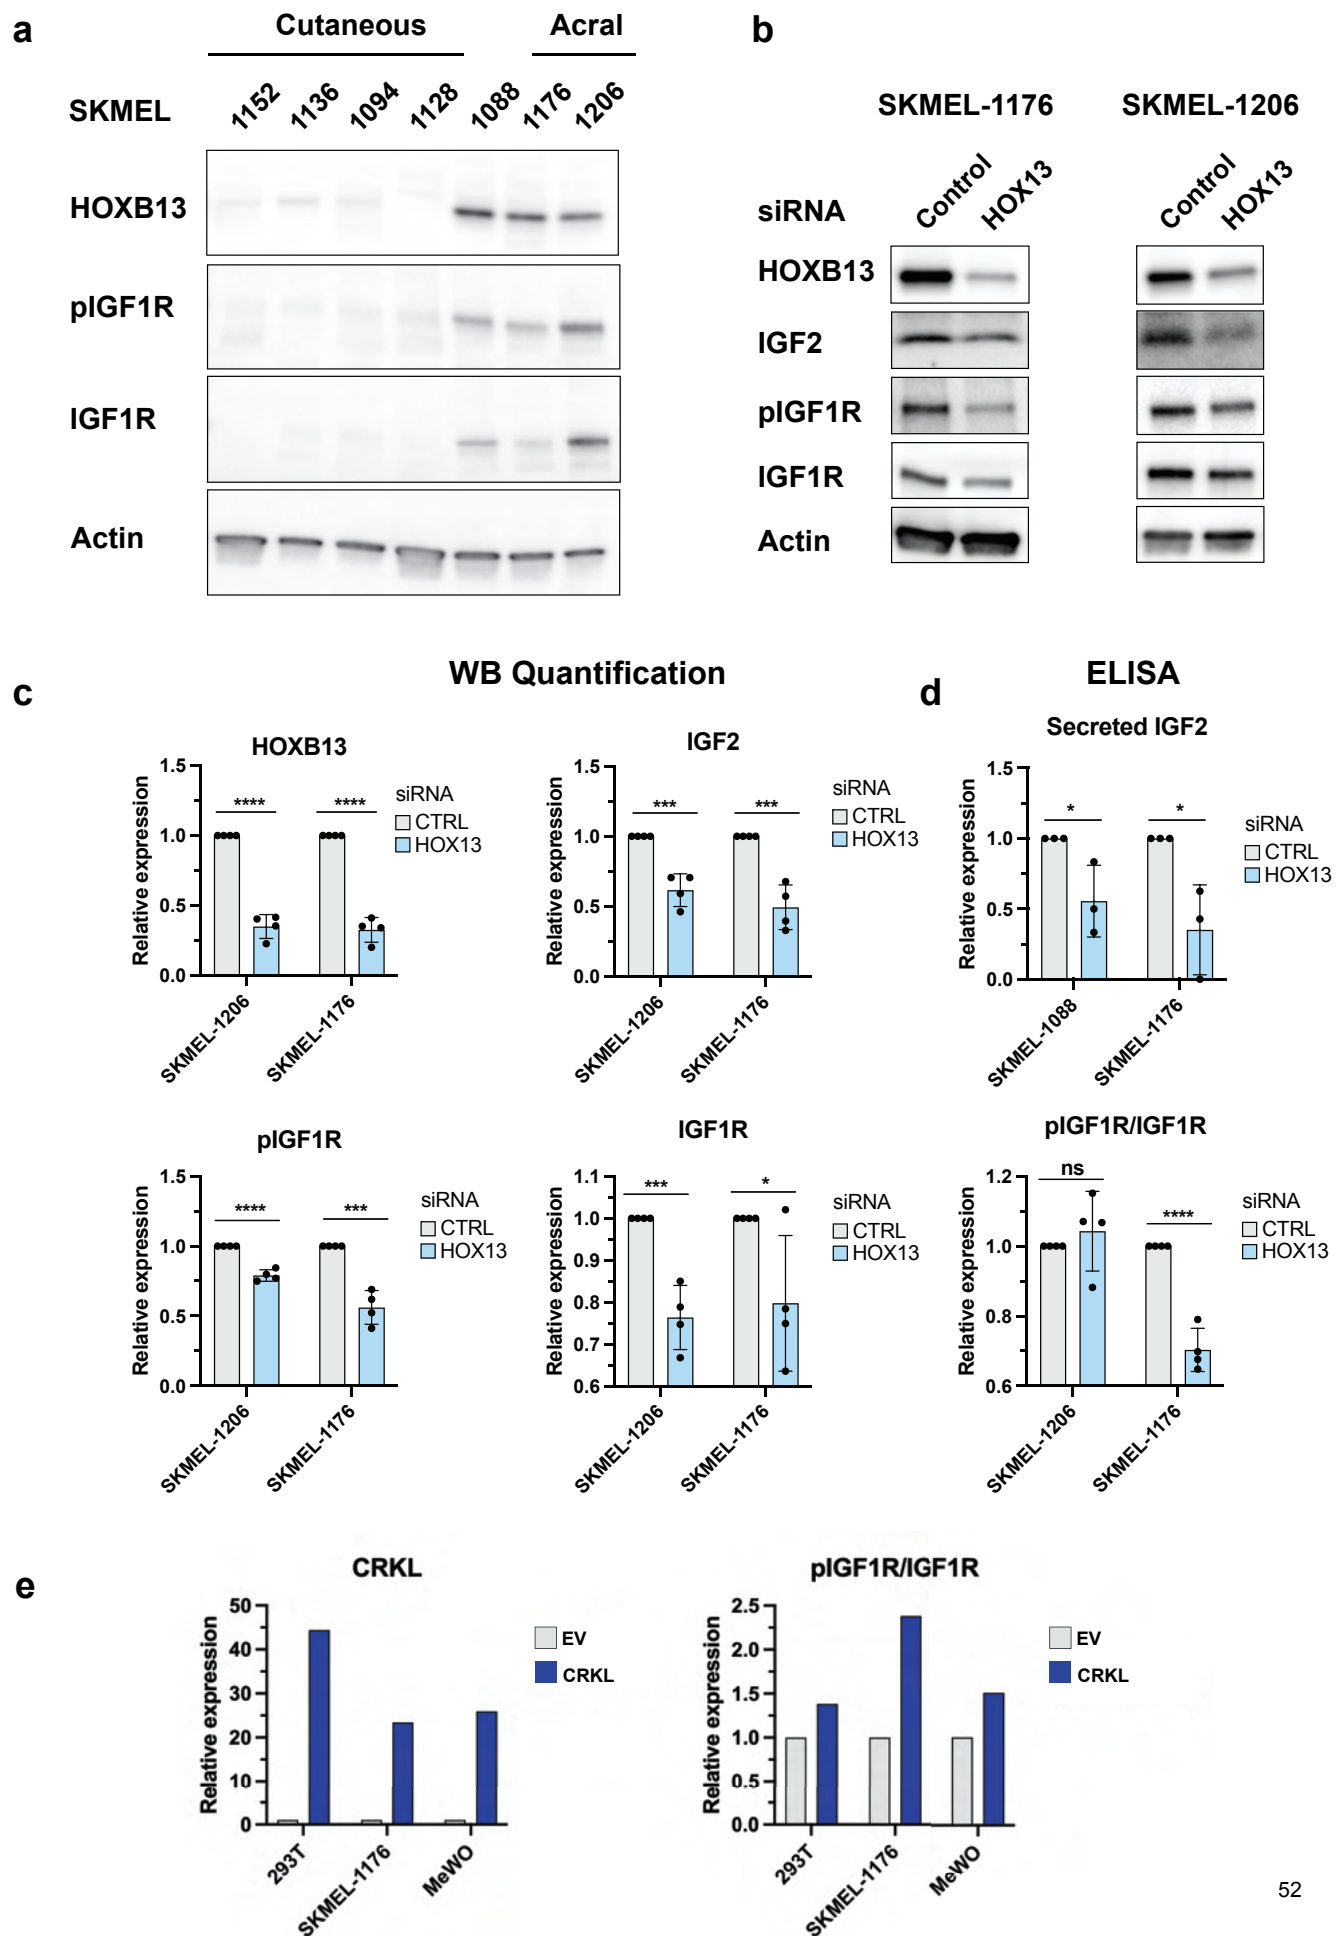 a
Cutaneous
Acral
SKMEL
1152
1136
1094
1128
1088
1176
1206
HOXB13
pIGF1R
IGF1R
Actin
b
SKMEL-1176
SKMEL-1206
siRNA
Control
HOX13
Control
HOX13
HOXB13
IGF2
pIGF1R
IGF1R
Actin
WB Quantification
c
HOXB13
Relative expression
1.5
1.0
0.5
0.0
****
****
siRNA
CTRL
HOX13
SKMEL-1206
SKMEL-1176
IGF2
Relative expression
1.5
1.0
0.5
0.0
***
***
siRNA
CTRL
HOX13
SKMEL-1206
SKMEL-1176
ELISA
d
Secreted IGF2
Relative expression
1.5
1.0
0.5
0.0
*
*
siRNA
CTRL
HOX13
SKMEL-1088
SKMEL-1176
pIGF1R
Relative expression
1.5
1.0
0.5
0.0
****
***
siRNA
CTRL
HOX13
SKMEL-1206
SKMEL-1176
IGF1R
Relative expression
1.1
1.0
0.9
0.8
0.7
0.6
***
*
siRNA
CTRL
HOX13
SKMEL-1206
SKMEL-1176
pIGF1R/IGF1R
Relative expression
1.2
1.0
0.8
0.6
ns
****
siRNA
CTRL
HOX13
SKMEL-1206
SKMEL-1176
e
CRKL
Relative expression
50
40
30
20
10
0
EV
CRKL
293T
SKMEL-1176
MeWO
pIGF1R/IGF1R
Relative expression
2.5
2.0
1.5
1.0
0.5
0.0
EV
CRKL
293T
SKMEL-1176
MeWO
52